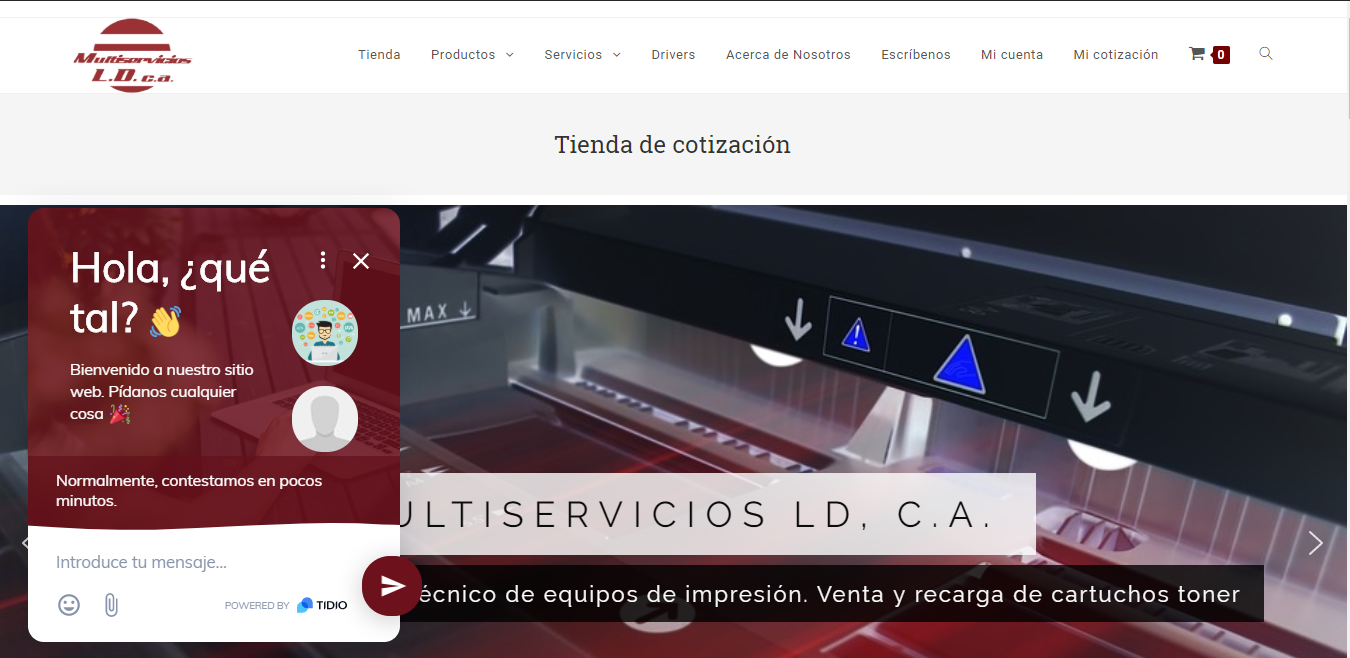 Multiservicios
L.D. c.a.
Tienda
Productos
Servicios
Drivers
Acerca de Nosotros
Escríbenos
Mi cuenta
Mi cotización
0
Tienda de cotización
Hola, ¿qué
tal? 👋
Bienvenido a nuestro sitio
web. Pídanos cualquier
cosa 🎉
Normalmente, contestamos en pocos
minutos.
Introduce tu mensaje...
POWERED BY TIDIO
MAX
ULTISERVICIOS LD, C.A.
écnico de equipos de impresión. Venta y recarga de cartuchos toner